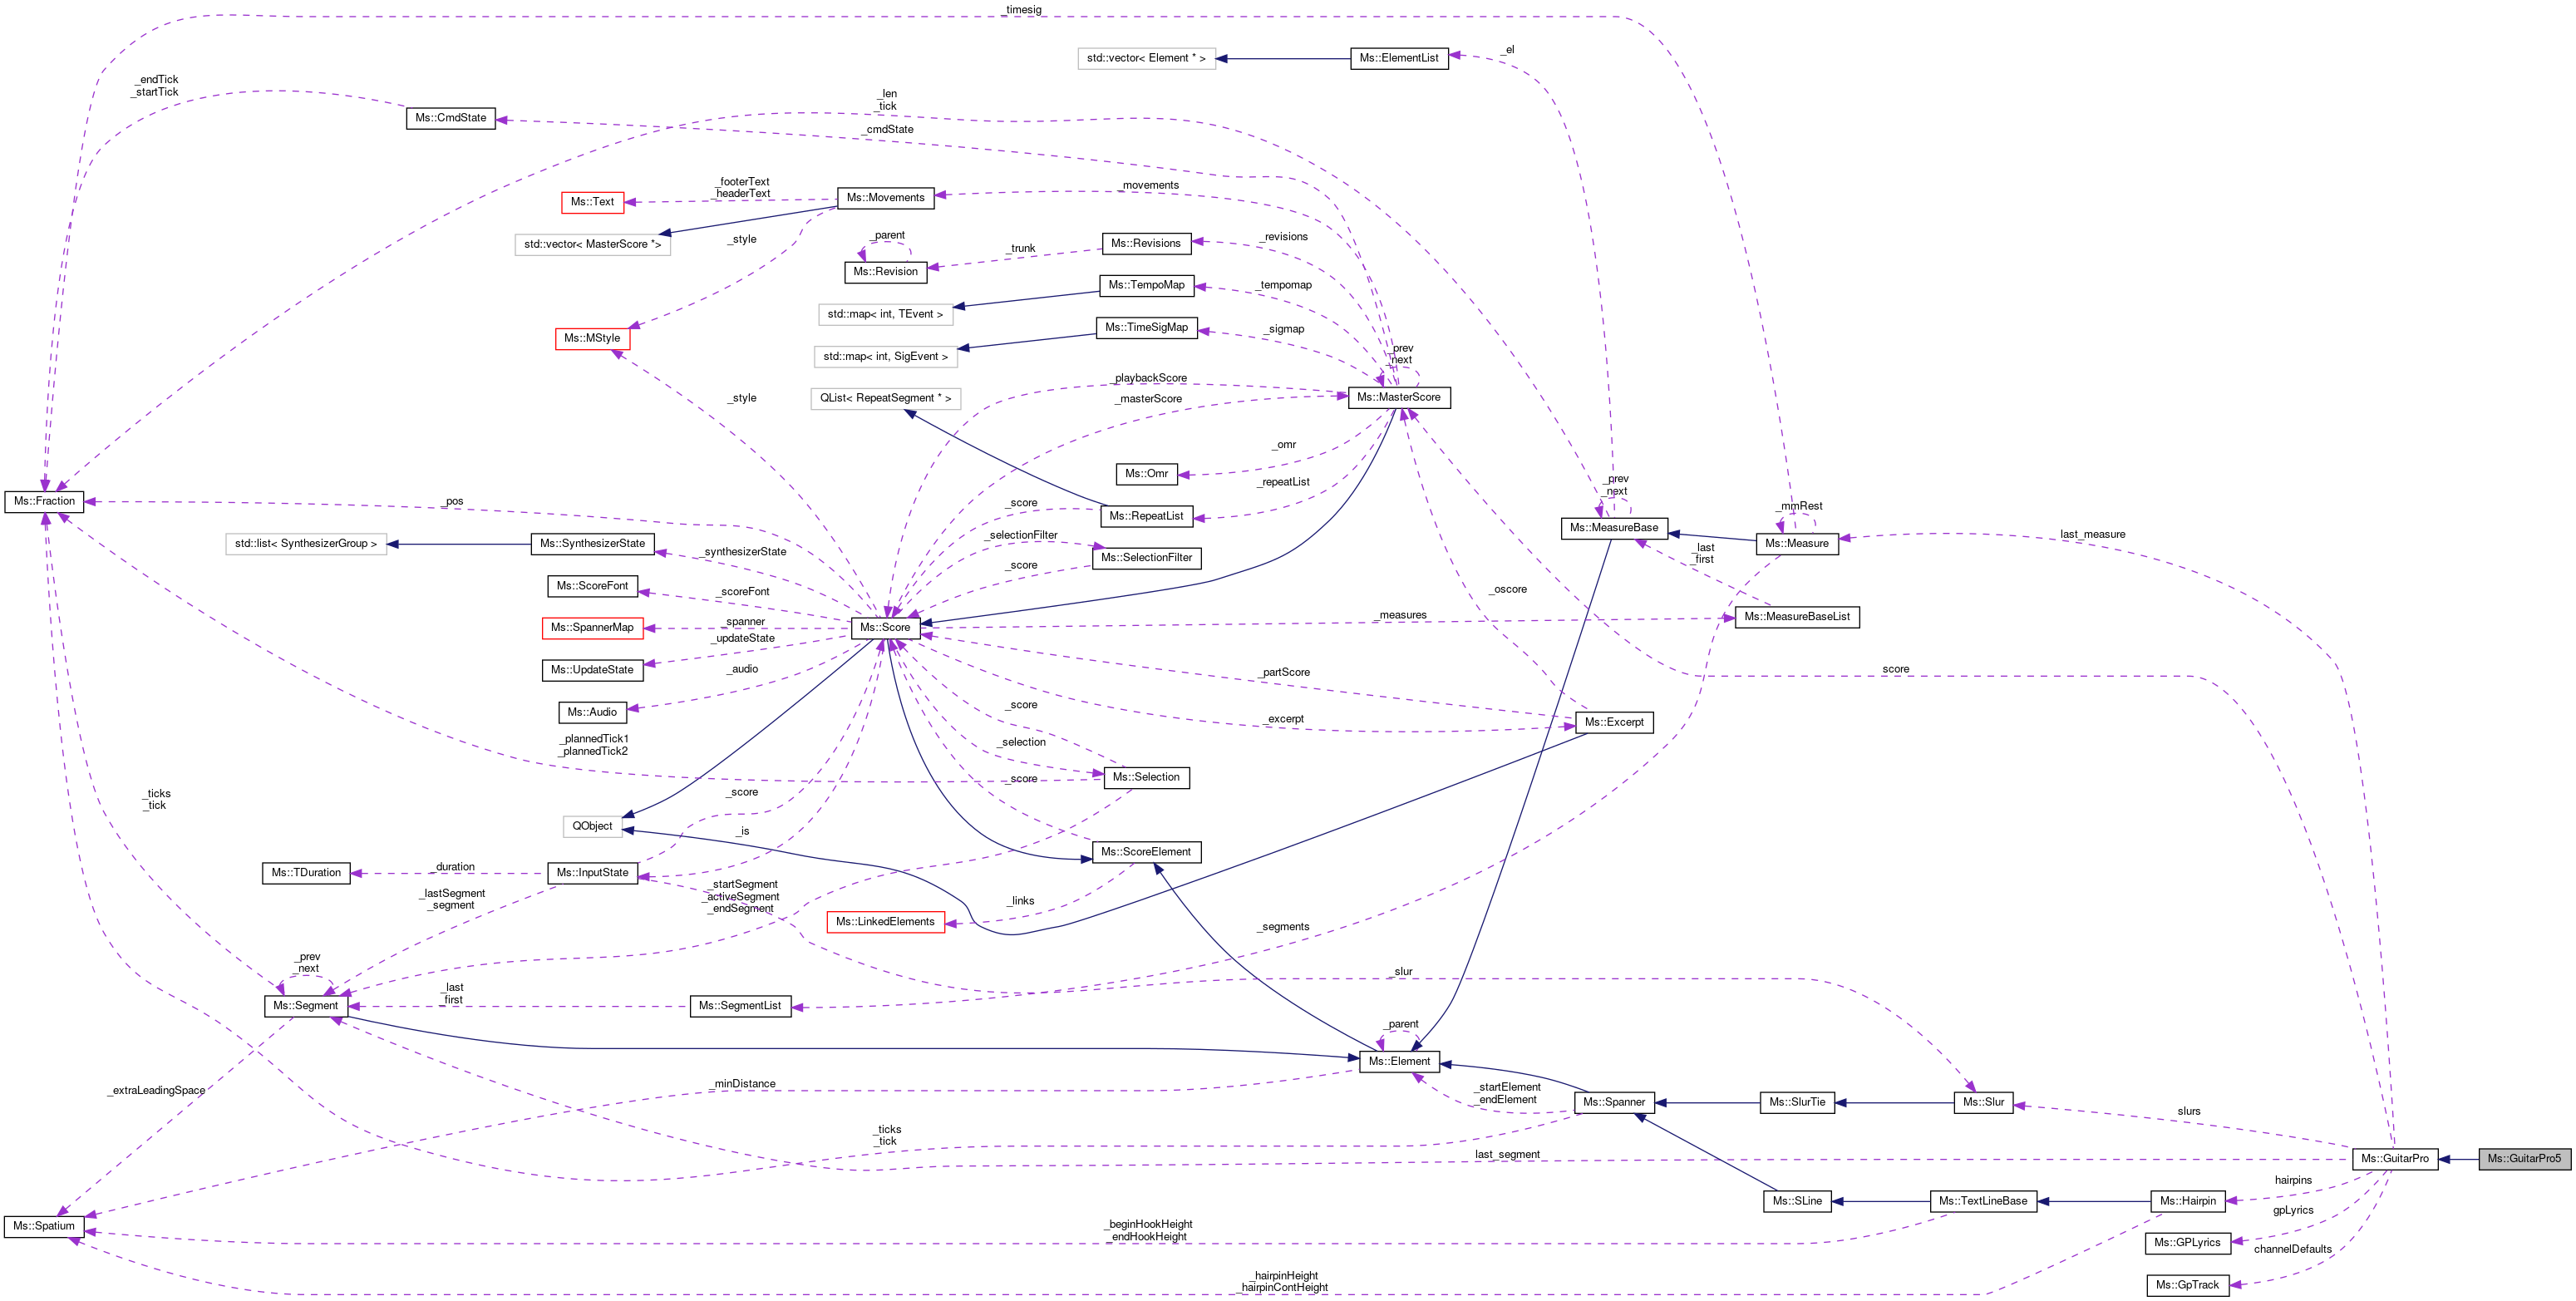 _timesig
std::vector< Element * >
Ms::ElementList
_el
_endTick
_startTick
Ms::CmdState
_len
_tick
_cmdState
Ms::Text
_footerText
_headerText
Ms::Movements
_movements
std::vector< MasterScore *>
_style
_parent
Ms::Revision
_trunk
Ms::Revisions
_revisions
Ms::TempoMap
_tempomap
std::map< int, TEvent >
Ms::TimeSigMap
_sigmap
std::map< int, SigEvent >
Ms::MStyle
_prev
_next
_playbackScore
_style
QList< RepeatSegment * >
_masterScore
Ms::MasterScore
_omr
Ms::Omr
_repeatList
Ms::Fraction
_pos
_score
Ms::RepeatList
_prev
_next
Ms::MeasureBase
_mmRest
Ms::Measure
last_measure
std::list< SynthesizerGroup >
Ms::SynthesizerState
_synthesizerState
_selectionFilter
Ms::SelectionFilter
_score
_last
_first
Ms::ScoreFont
_scoreFont
_oscore
Ms::SpannerMap
_spanner
Ms::Score
_measures
Ms::MeasureBaseList
Ms::UpdateState
_updateState
_audio
_partScore
score
Ms::Audio
_score
_excerpt
Ms::Excerpt
_plannedTick1
_plannedTick2
_selection
Ms::Selection
_score
_ticks
_tick
_score
QObject
_is
Ms::ScoreElement
Ms::TDuration
_duration
Ms::InputState
_lastSegment
_segment
_startSegment
_activeSegment
_endSegment
Ms::LinkedElements
_links
_segments
_prev
_next
Ms::Segment
_last
_first
Ms::SegmentList
_slur
_parent
Ms::Element
_extraLeadingSpace
_minDistance
_startElement
_endElement
Ms::Spanner
Ms::SlurTie
Ms::Slur
slurs
_ticks
_tick
last_segment
Ms::GuitarPro
Ms::GuitarPro5
Ms::SLine
Ms::TextLineBase
Ms::Hairpin
hairpins
Ms::Spatium
_beginHookHeight
_endHookHeight
gpLyrics
Ms::GPLyrics
channelDefaults
_hairpinHeight
_hairpinContHeight
Ms::GpTrack